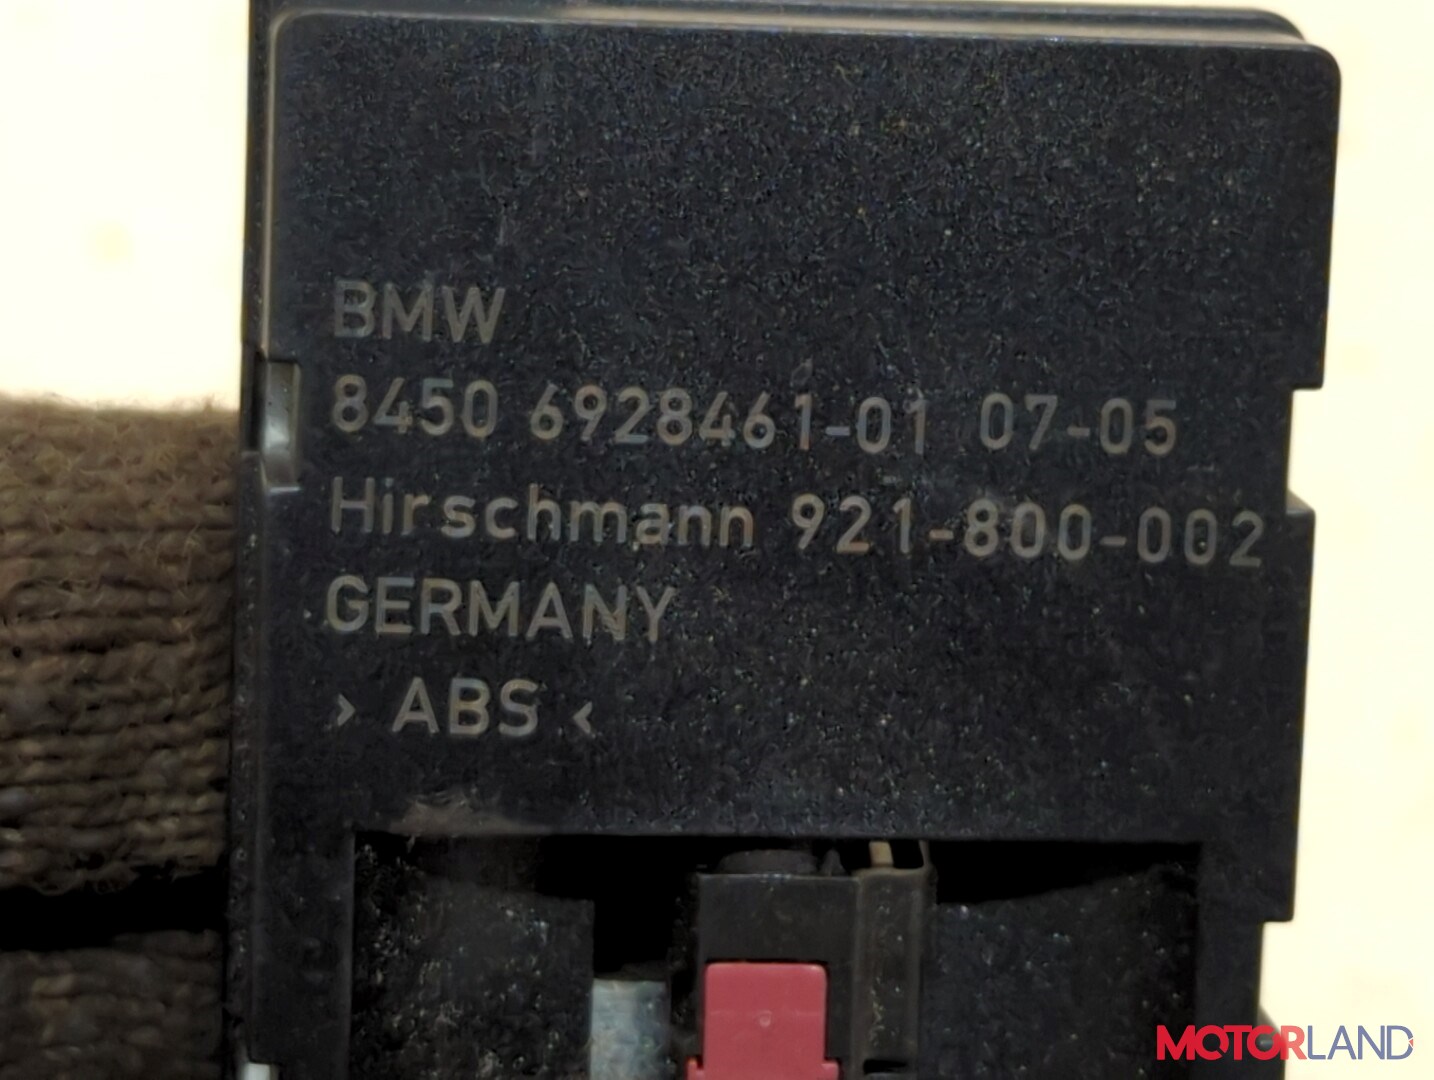 BMW
8450 6928461-01 07-05
Hirschmann 921-800-002
GERMANY
> ABS <
MOTORLAND